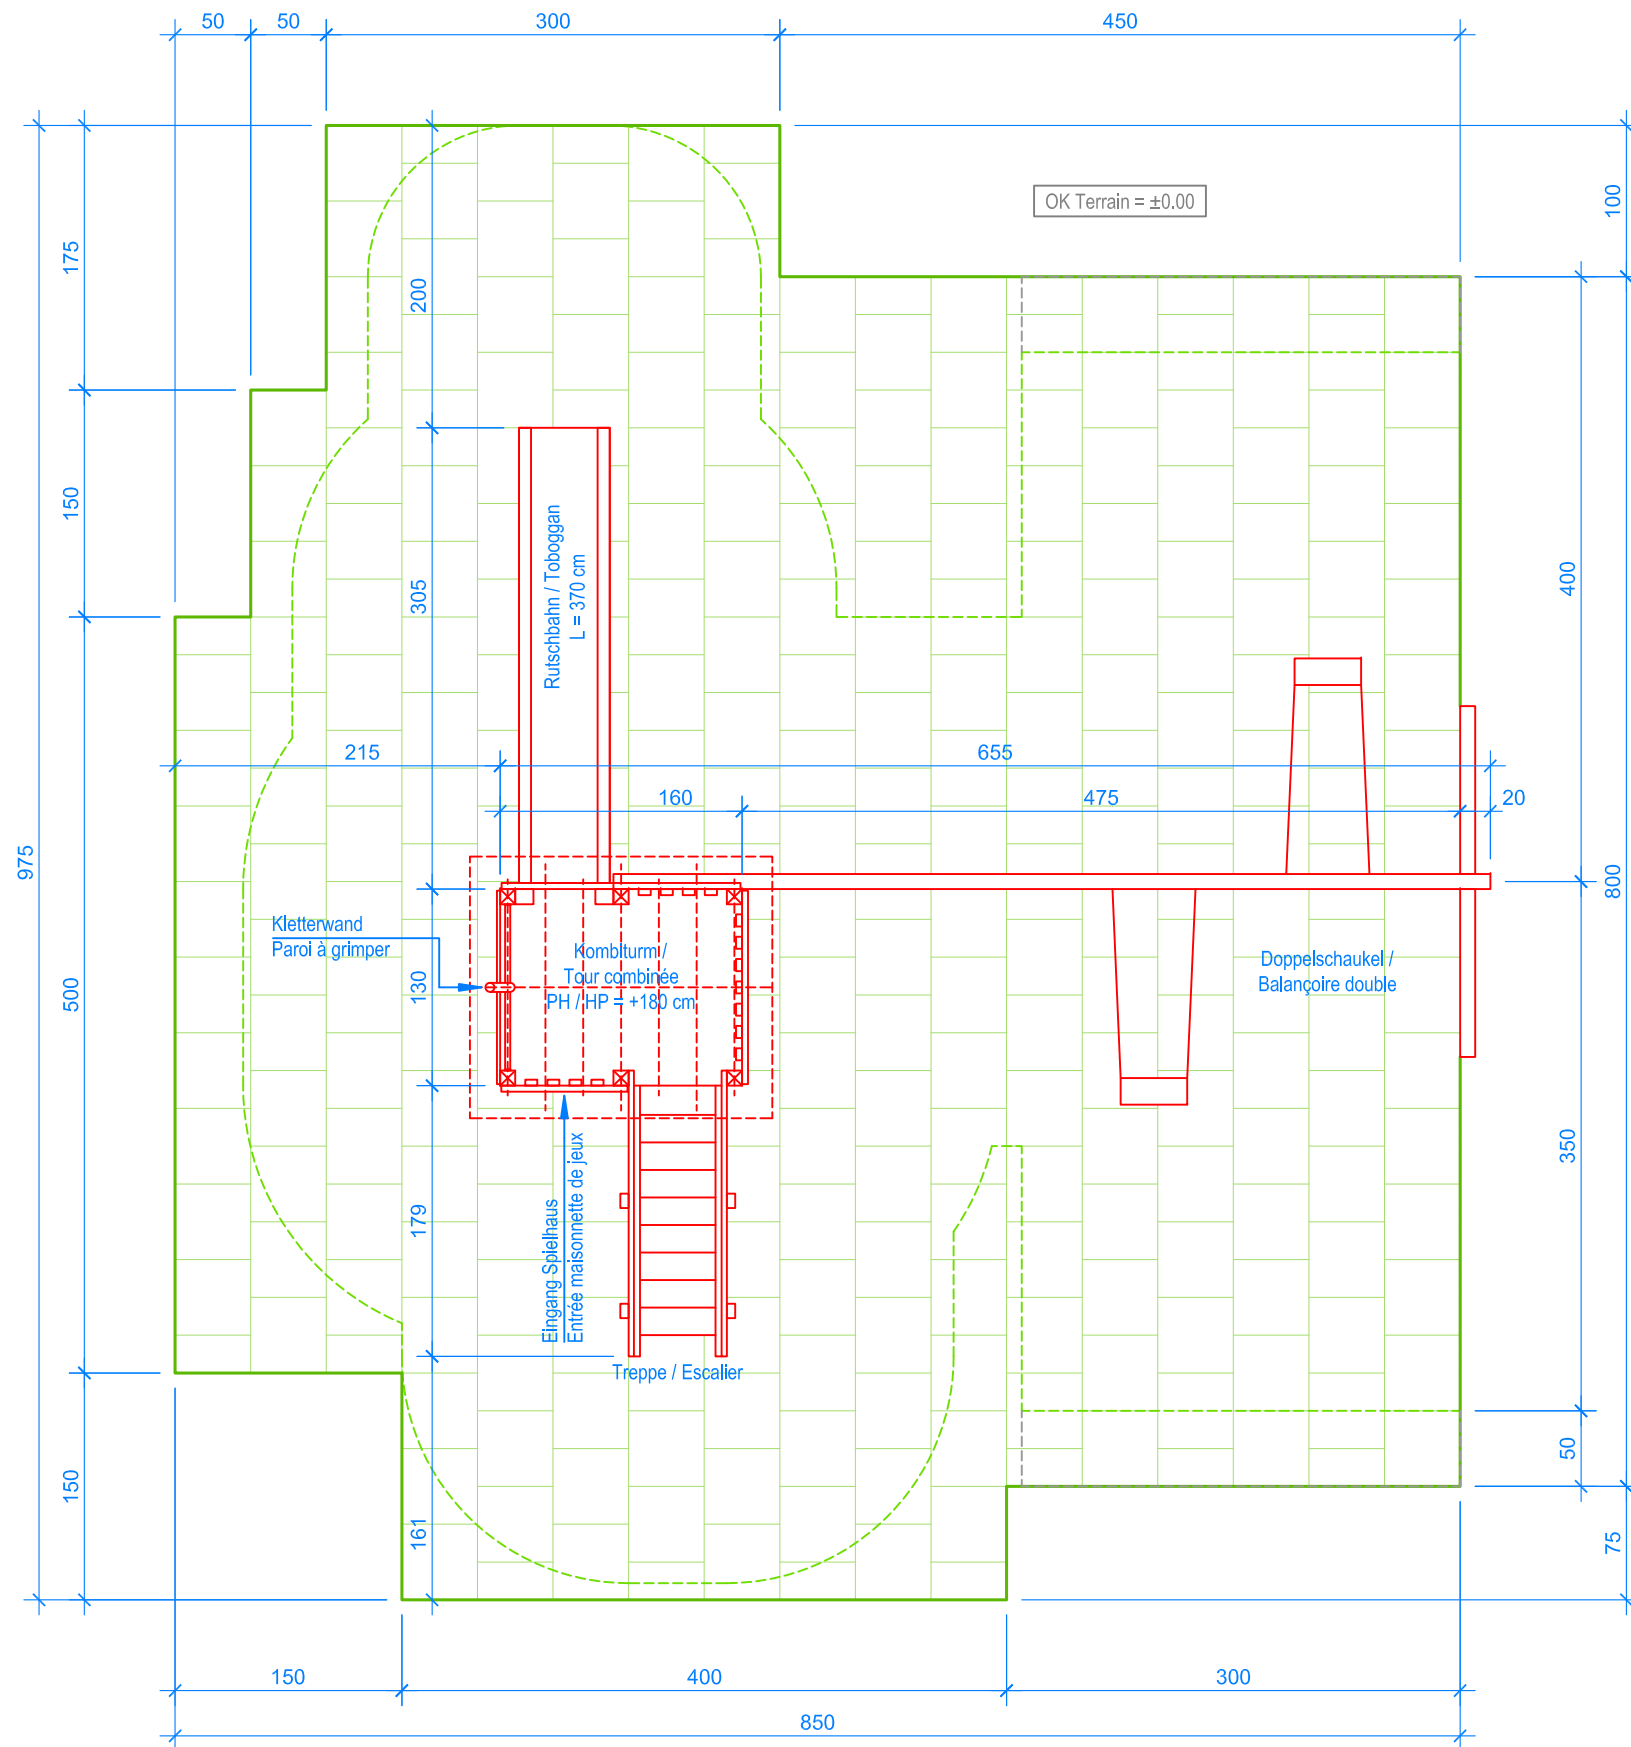 50
50
300
450
OK Terrain = ±0.00
100
175
200
150
305
Rutschbahn / Toboggan
L = 370 cm
400
215
655
160
475
20
975
800
Kletterwand
Paroi à grimper
Kombiturm /
Tour combinée
PH / HP = +180 cm
Doppelschaukel /
Balançoire double
500
130
350
179
Eingang Spielhaus
Entrée maisonnette de jeux
Treppe / Escalier
50
150
161
75
150
400
300
850